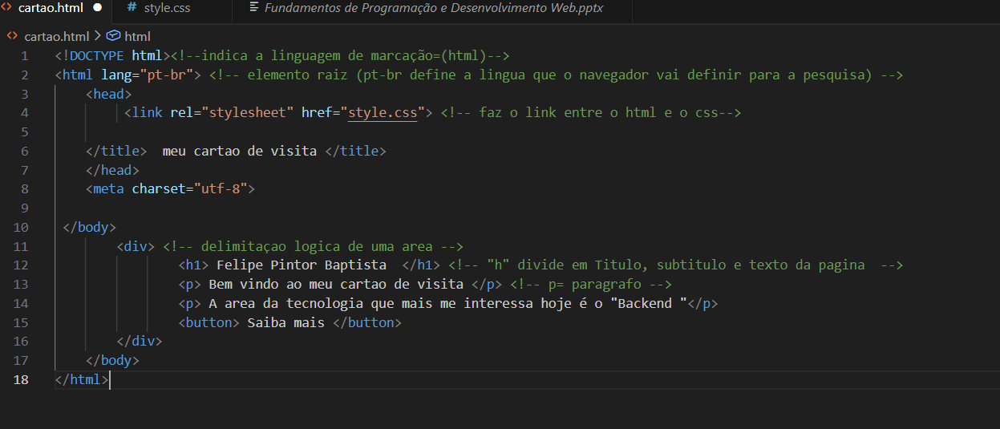 cartao.html
style.css
Fundamentos de Programação e Desenvolvimento Web.pptx
cartao.html > html
1 <!DOCTYPE html><!--indica a linguagem de marcação=(html)-->
2 <html lang="pt-br"> <!-- elemento raiz (pt-br define a lingua que o navegador vai definir para a pesquisa) -->
3 <head>
4 <link rel="stylesheet" href="style.css"> <!-- faz o link entre o html e o css-->
5
6 </title>  meu cartao de visita </title>
7 </head>
8 <meta charset="utf-8">
9
10 </body>
11 <div> <!-- delimitaçao logica de uma area -->
12 <h1> Felipe Pintor Baptista  </h1> <!-- "h" divide em Titulo, subtitulo e texto da pagina  -->
13 <p> Bem vindo ao meu cartao de visita </p> <!-- p= paragrafo -->
14 <p> A area da tecnologia que mais me interessa hoje é o "Backend "</p>
15 <button> Saiba mais </button>
16 </div>
17 </body>
18 </html>